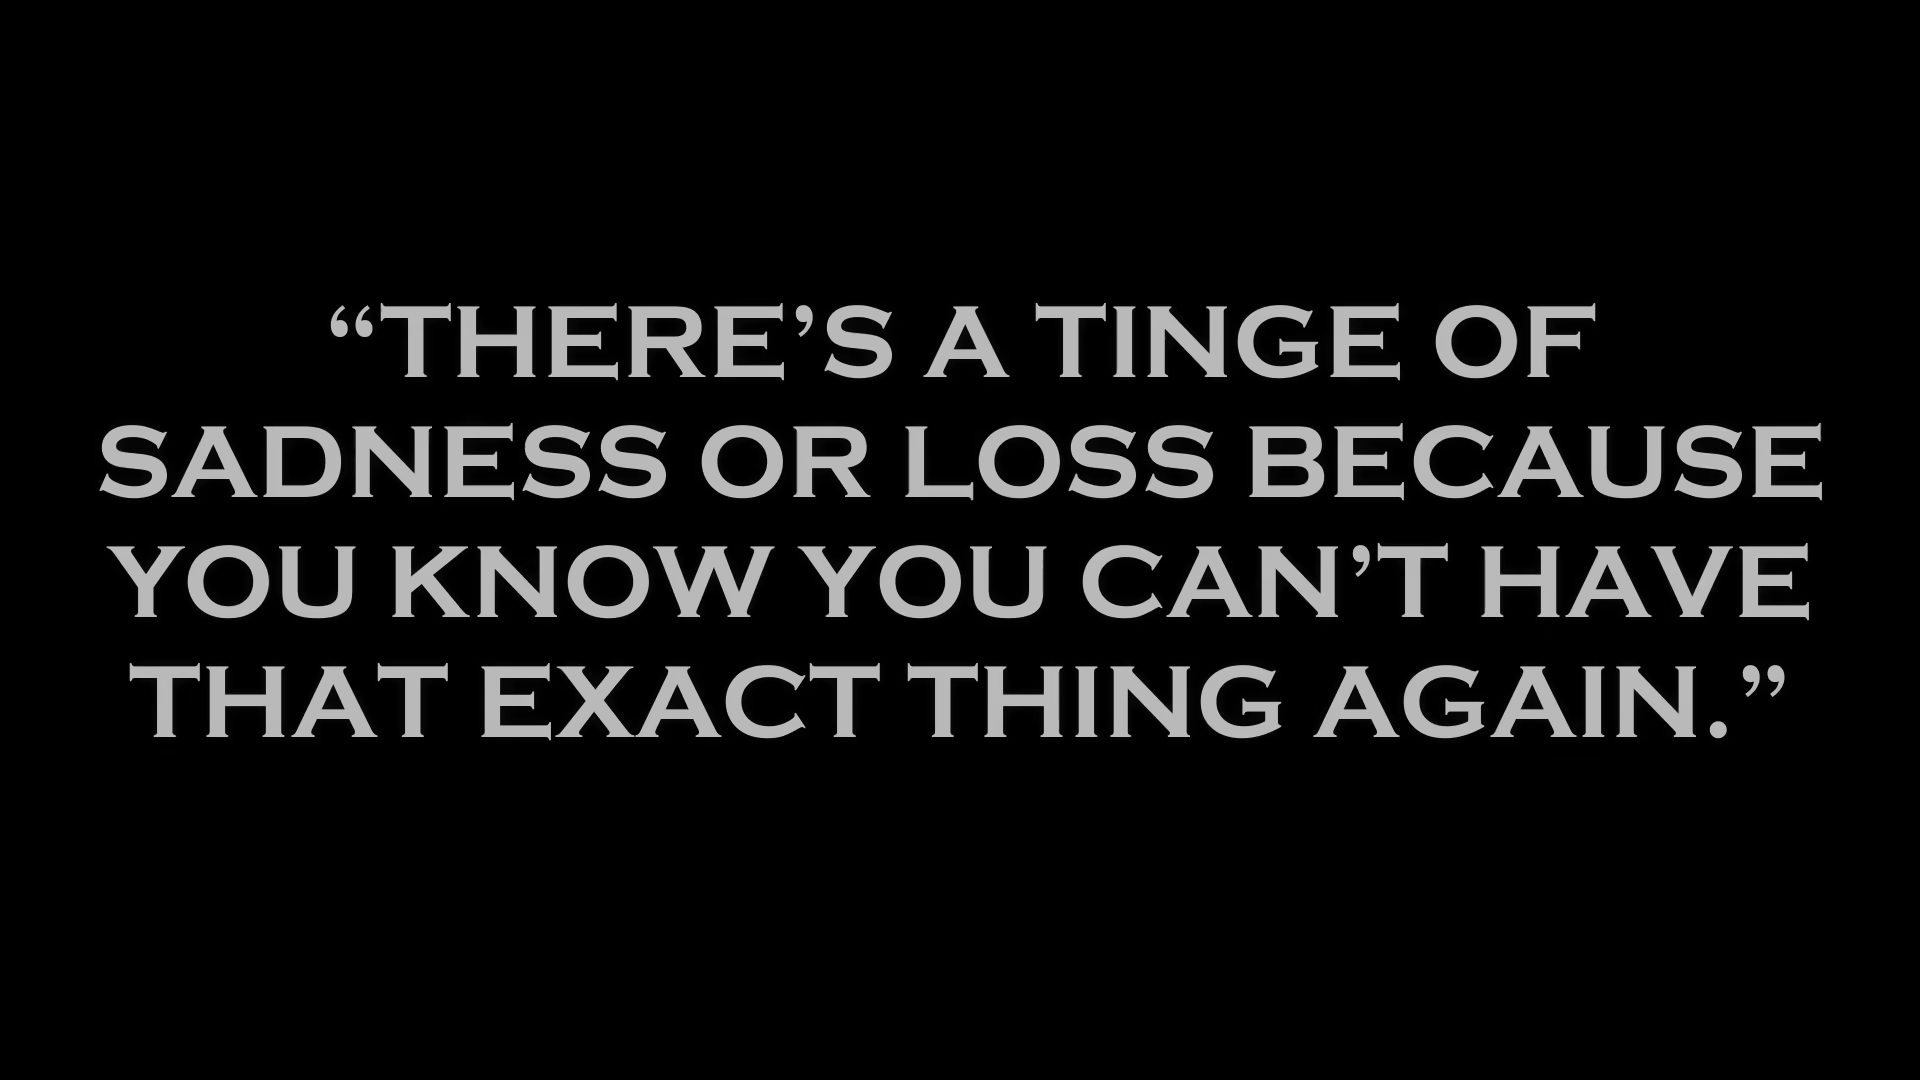 “THERE’S A TINGE OF
SADNESS OR LOSS BECAUSE
YOU KNOW YOU CAN’T HAVE
THAT EXACT THING AGAIN.”